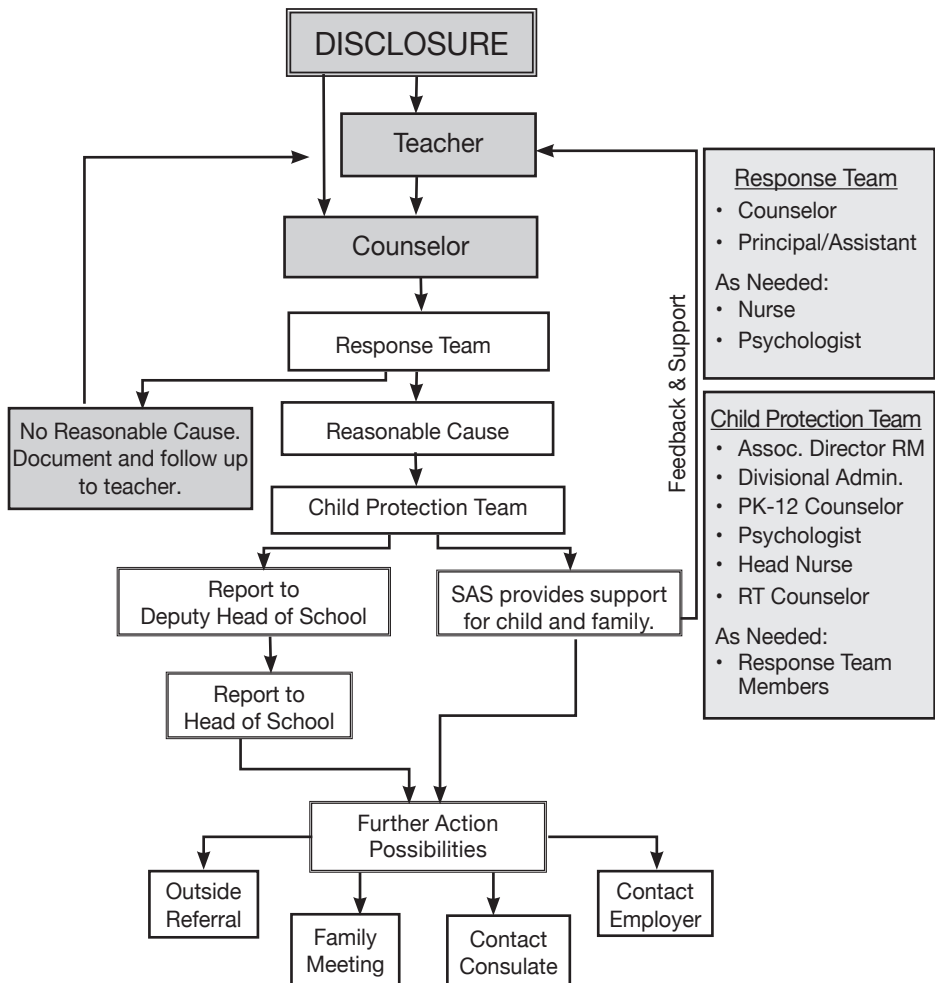 DISCLOSURE
Teacher
Counselor
Response Team
No Reasonable Cause.
Document and follow up
to teacher.
Reasonable Cause
Child Protection Team
Report to
Deputy Head of School
SAS provides support
for child and family.
Report to
Head of School
Further Action
Possibilities
Outside
Referral
Family
Meeting
Contact
Consulate
Contact
Employer
Feedback & Support
Response Team
• Counselor
• Principal/Assistant
As Needed:
• Nurse
• Psychologist
Child Protection Team
• Assoc. Director RM
• Divisional Admin.
• PK-12 Counselor
• Psychologist
• Head Nurse
• RT Counselor
As Needed:
• Response Team
Members